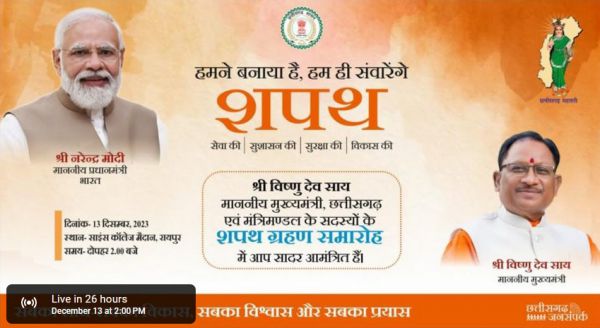 हमने बनाया है, हम ही संवारेंगे
शपथ
सेवा की | सुशासन की | सुरक्षा की | विकास की
छत्तीसगढ़ महतारी
श्री नरेन्द्र मोदी
माननीय प्रधानमंत्री
भारत
श्री विष्णु देव साय
माननीय मुख्यमंत्री, छत्तीसगढ़
एवं मंत्रिमण्डल के सदस्यों के
शपथ ग्रहण समारोह
में आप सादर आमंत्रित हैं।
दिनांक- 13 दिसम्बर, 2023
स्थान- साइंस कॉलेज मैदान, रायपुर
समय- दोपहर 2.00 बजे
श्री विष्णु देव साय
माननीय मुख्यमंत्री
Live in 26 hours
December 13 at 2:00 PM
विकास, सबका विश्वास और सबका प्रयास
छत्तीसगढ़
जनसंपर्क